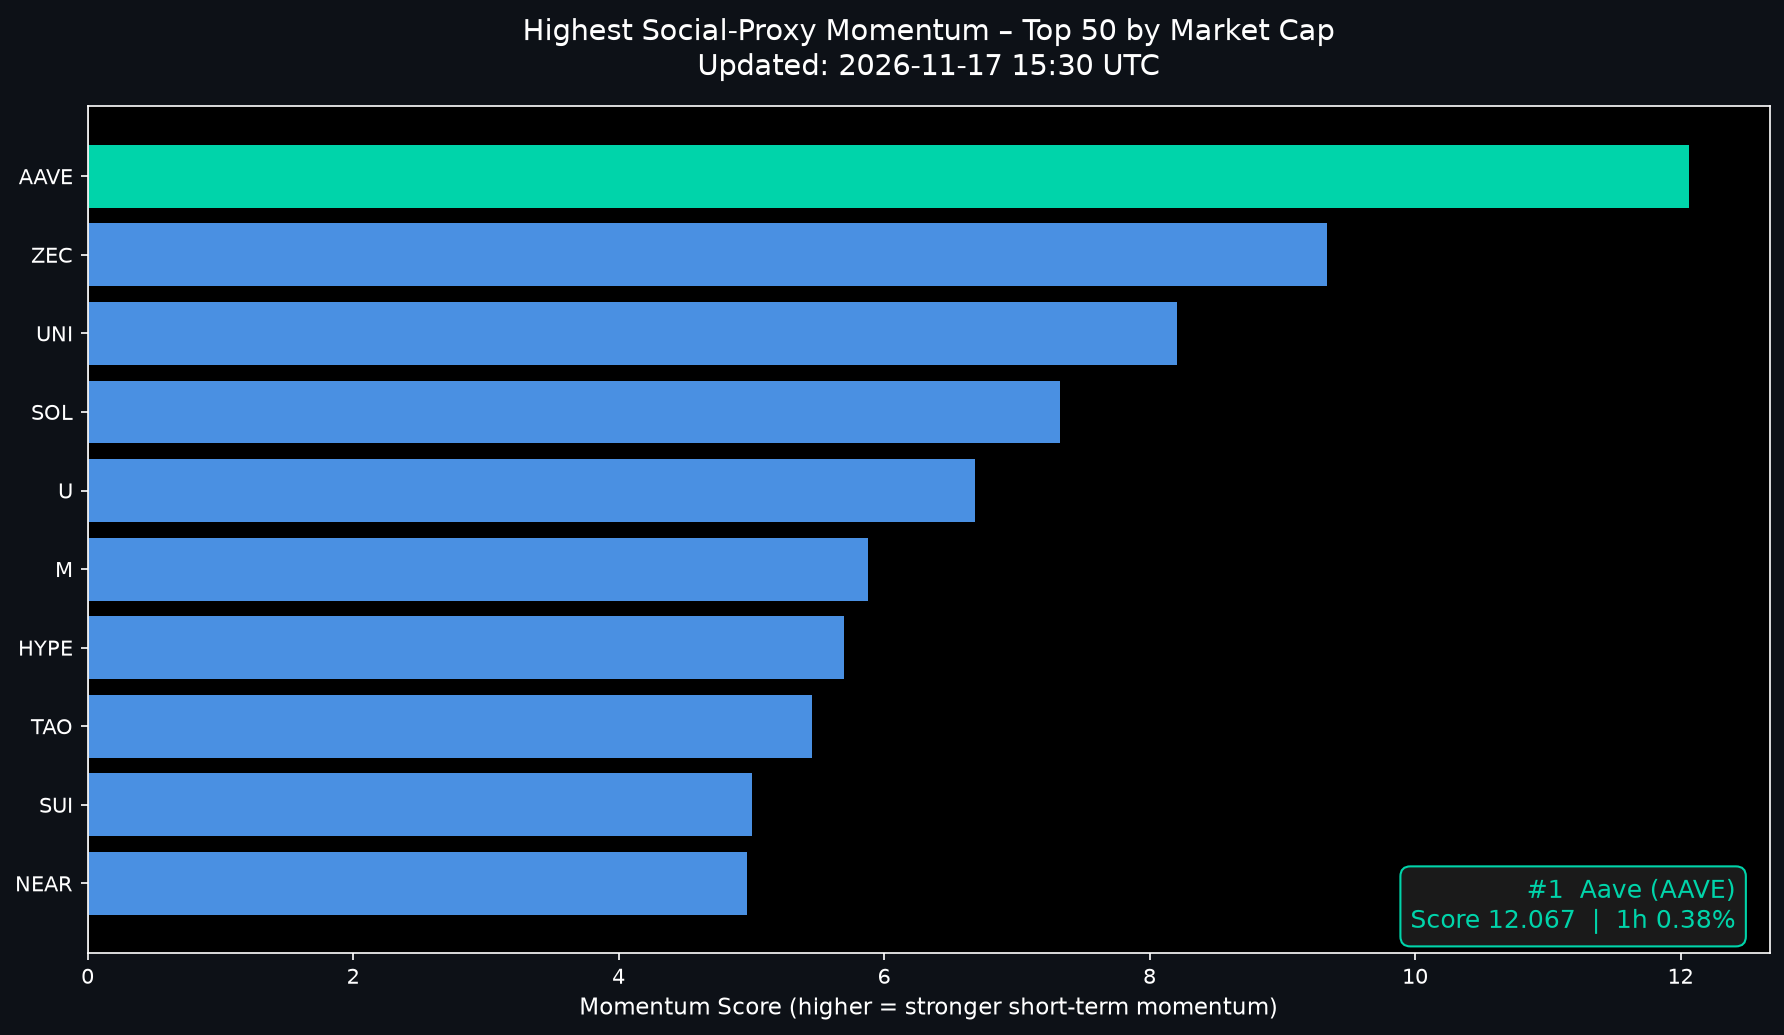 Highest Social-Proxy Momentum – Top 50 by Market Cap
Updated: 2026-11-17 15:30 UTC
AAVE
ZEC
UNI
SOL
U
M
HYPE
TAO
SUI
NEAR
#1  Aave (AAVE)
Score 12.067  |  1h 0.38%
0 2 4 6 8 10 12
Momentum Score (higher = stronger short-term momentum)